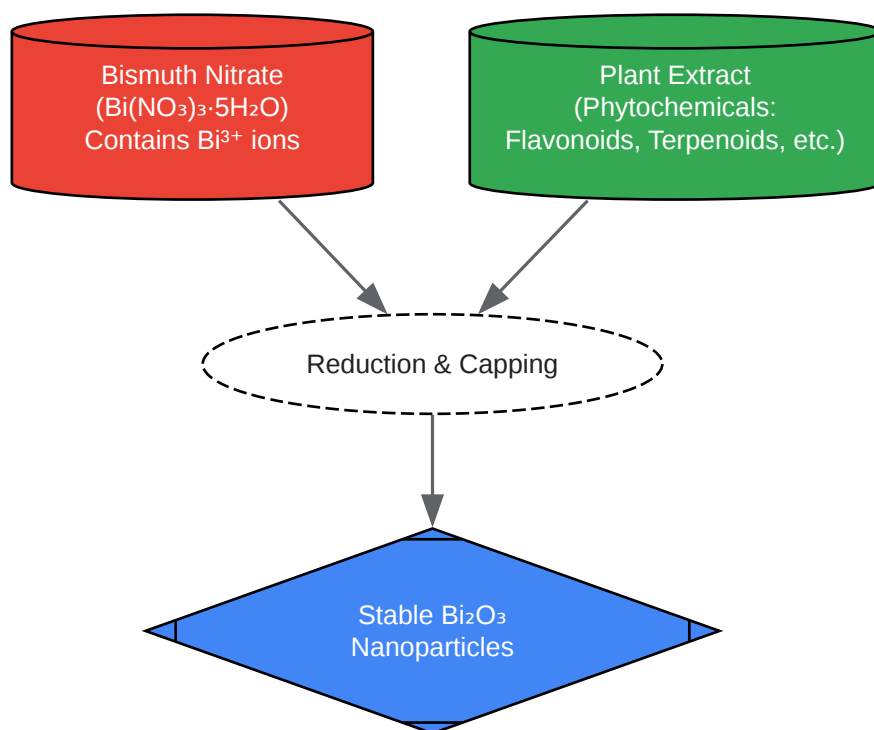 Bismuth Nitrate
(Bi(NO₃)₃·5H₂O)
Contains Bi³⁺ ions
Plant Extract
(Phytochemicals:
Flavonoids, Terpenoids, etc.)
Reduction & Capping
Stable Bi₂O₃
Nanoparticles